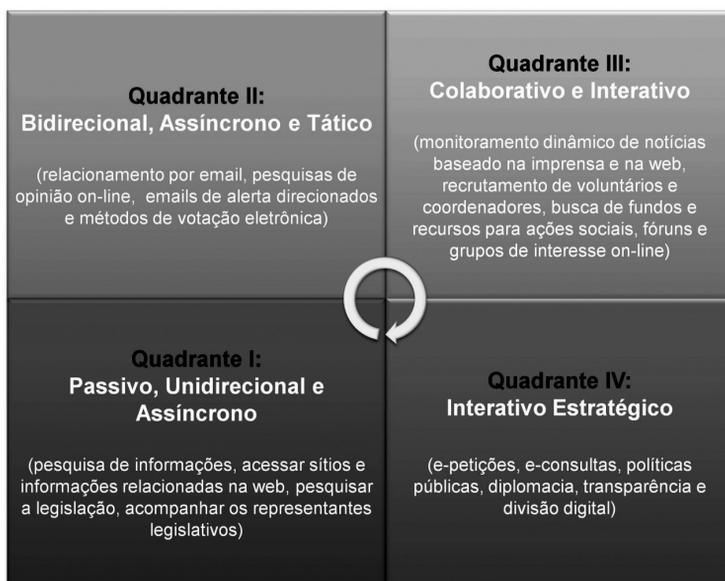 Quadrante II:
Bidirecional, Assíncrono e Tático
(relacionamento por email, pesquisas de
opinião on-line, emails de alerta direcionados
e métodos de votação eletrônica)
Quadrante III:
Colaborativo e Interativo
(monitoramento dinâmico de notícias
baseado na imprensa e na web,
recrutamento de voluntários e
coordenadores, busca de fundos e
recursos para ações sociais, fóruns e
grupos de interesse on-line)
Quadrante I:
Passivo, Unidirecional e
Assíncrono
(pesquisa de informações, acessar sítios e
informações relacionadas na web, pesquisar
a legislação, acompanhar os representantes
legislativos)
Quadrante IV:
Interativo Estratégico
(e-petições, e-consultas, políticas
públicas, diplomacia, transparência e
divisão digital)